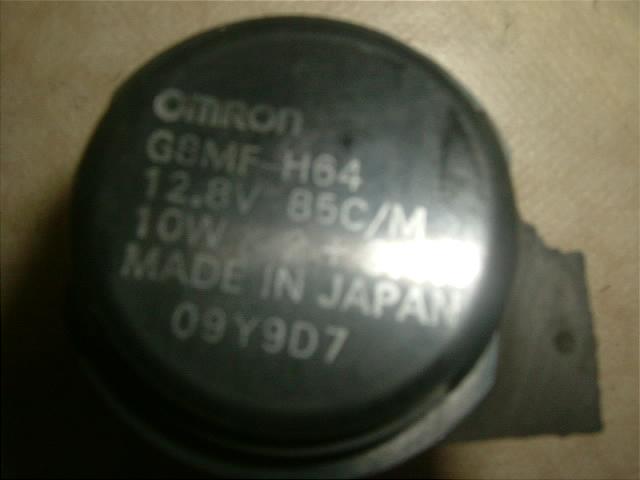 OMRON
G8MF-H64
12.8V 85C/M
10W
MADE IN JAPAN
09Y9D7